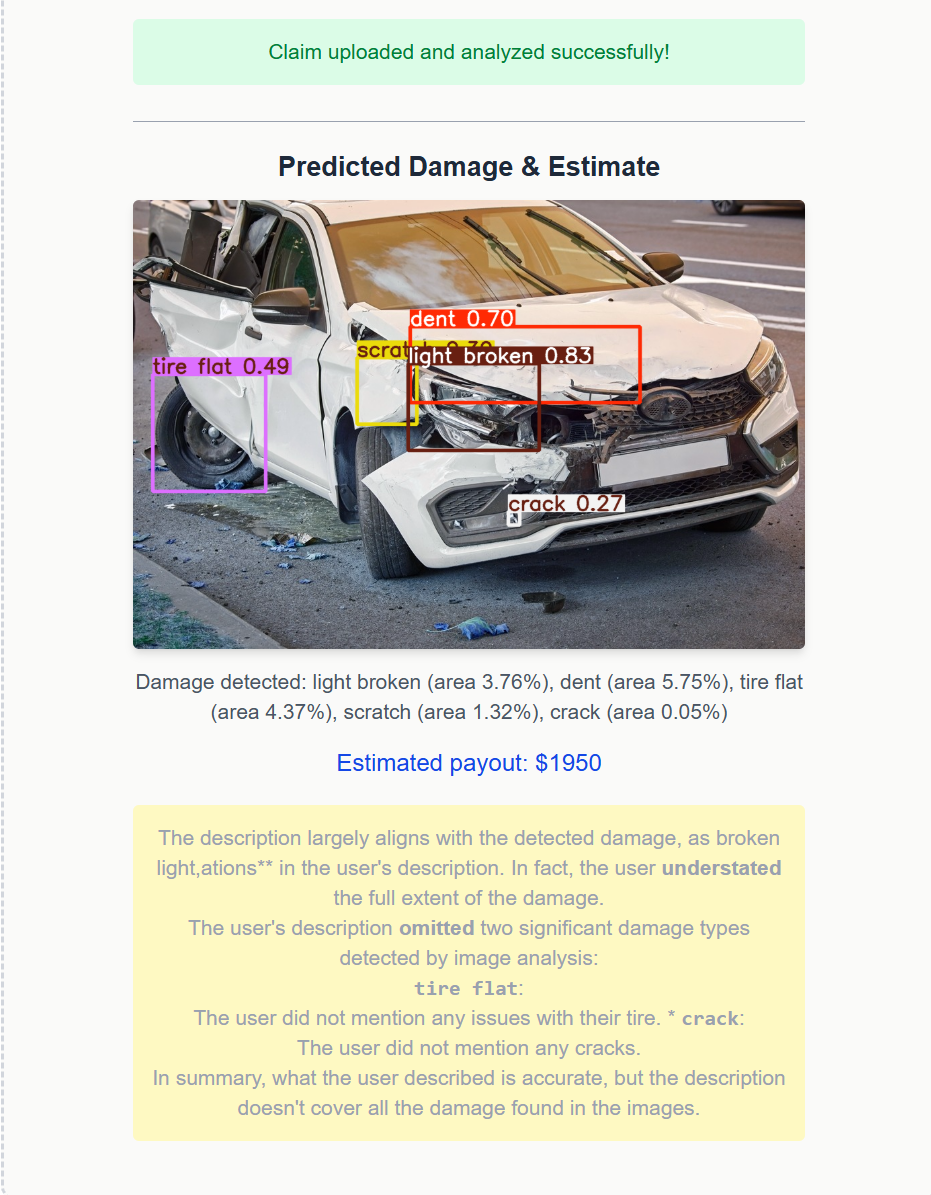 Claim uploaded and analyzed successfully!
Predicted Damage & Estimate
dent 0.70
scrat
light broken 0.83
tire flat 0.49
crack 0.27
Damage detected: light broken (area 3.76%), dent (area 5.75%), tire flat
(area 4.37%), scratch (area 1.32%), crack (area 0.05%)
Estimated payout: $1950
The description largely aligns with the detected damage, as broken
light,ations** in the user's description. In fact, the user understated
the full extent of the damage.
The user's description omitted two significant damage types
detected by image analysis:
tire flat:
The user did not mention any issues with their tire. * crack:
The user did not mention any cracks.
In summary, what the user described is accurate, but the description
doesn't cover all the damage found in the images.